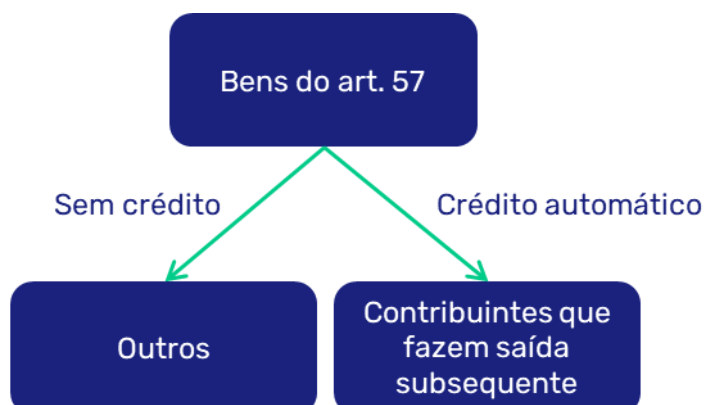 Bens do art. 57
Sem crédito
Crédito automático
Outros
Contribuintes que
fazem saída
subsequente